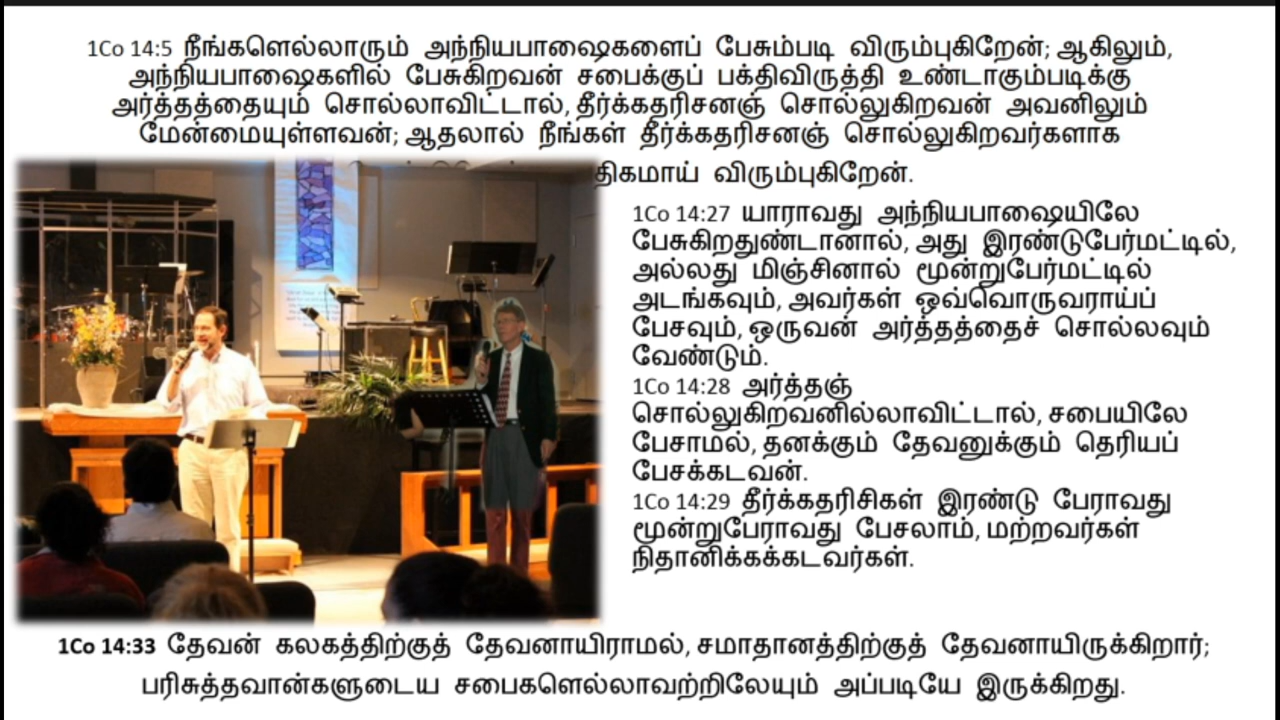 1Co 14:5 நீங்களெல்லாரும் அந்நியபாஷைகளைப் பேசும்படி விரும்புகிறேன்; ஆகிலும்,
அந்நியபாஷைகளில் பேசுகிறவன் சபைக்குப் பக்திவிருத்தி உண்டாகும்படிக்கு
அர்த்தத்தையும் சொல்லாவிட்டால், தீர்க்கதரிசனஞ் சொல்லுகிறவன் அவனிலும்
மேன்மையுள்ளவன்; ஆதலால் நீங்கள் தீர்க்கதரிசனஞ் சொல்லுகிறவர்களாக
திகமாய் விரும்புகிறேன்.
1Co 14:27 யாராவது அந்நியபாஷையிலே
பேசுகிறதுண்டானால், அது இரண்டுபேர்மட்டில்,
அல்லது மிஞ்சினால் மூன்றுபேர்மட்டில்
அடங்கவும், அவர்கள் ஒவ்வொருவராய்ப்
பேசவும், ஒருவன் அர்த்தத்தைச் சொல்லவும்
வேண்டும்.
1Co 14:28 அர்த்தஞ்
சொல்லுகிறவனில்லாவிட்டால், சபையிலே
பேசாமல், தனக்கும் தேவனுக்கும் தெரியப்
பேசக்கடவன்.
1Co 14:29 தீர்க்கதரிசிகள் இரண்டு பேராவது
மூன்றுபேராவது பேசலாம், மற்றவர்கள்
நிதானிக்கக்கடவர்கள்.
1Co 14:33 தேவன் கலகத்திற்குத் தேவனாயிராமல், சமாதானத்திற்குத் தேவனாயிருக்கிறார்;
பரிசுத்தவான்களுடைய சபைகளெல்லாவற்றிலேயும் அப்படியே இருக்கிறது.